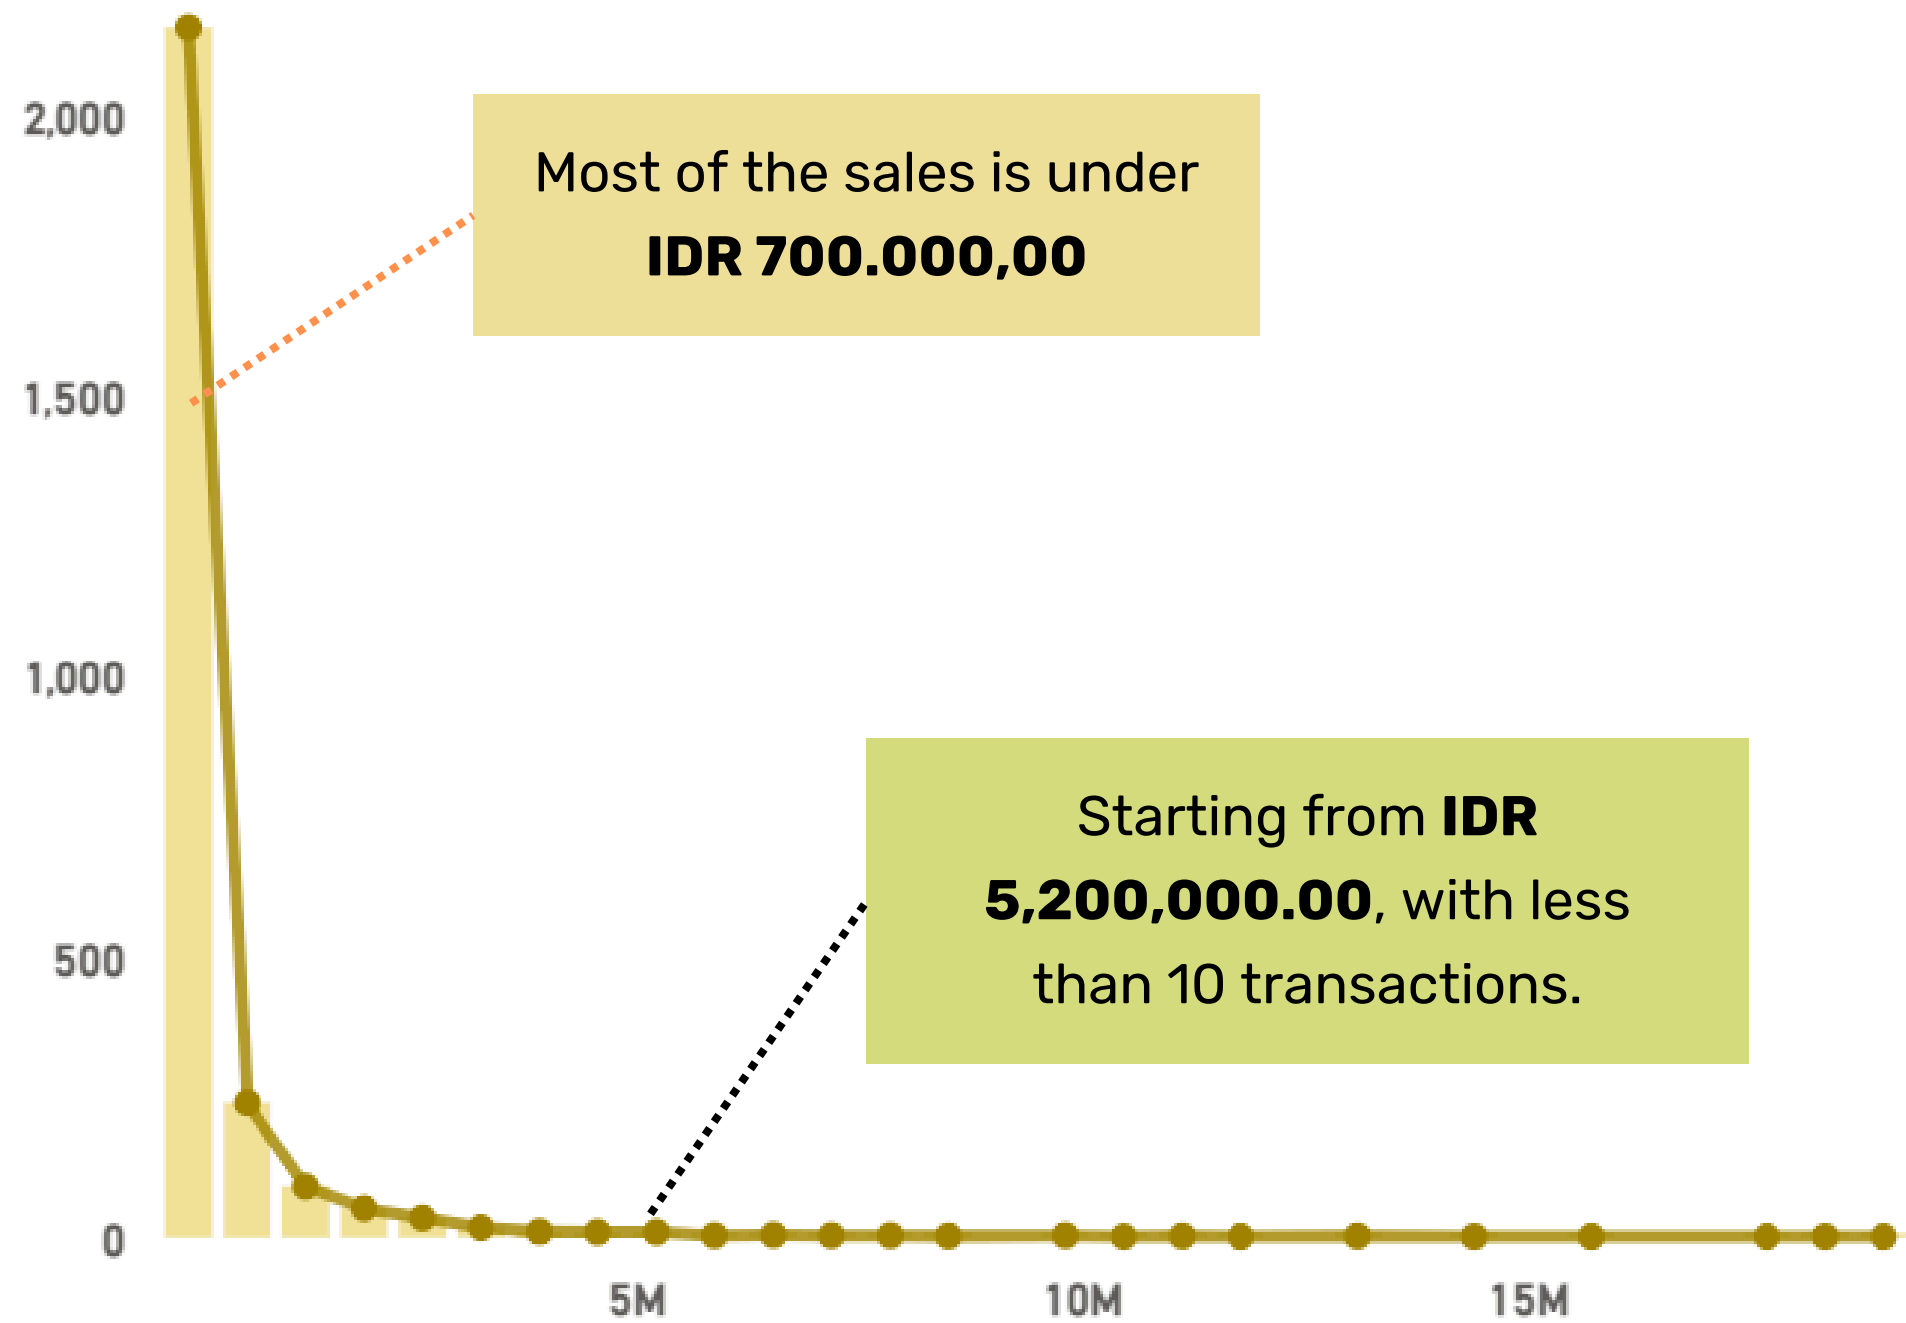 2,000
Most of the sales is under
IDR 700.000,00
1,500
1,000
Starting from IDR
5,200,000.00, with less
than 10 transactions.
500
0
5M
10M
15M